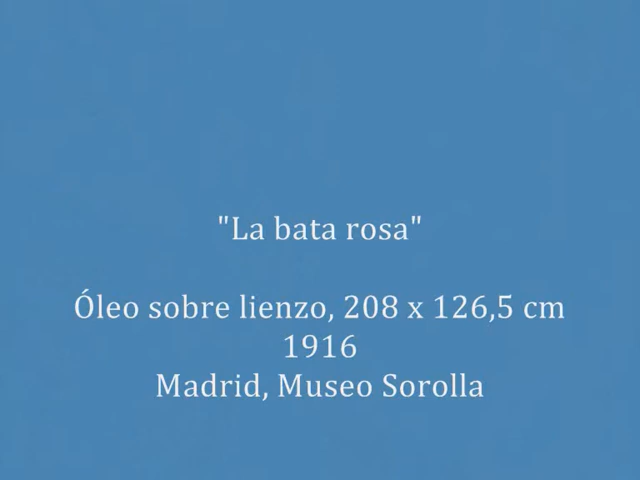 "La bata rosa"
Óleo sobre lienzo, 208 x 126,5 cm
1916
Madrid, Museo Sorolla